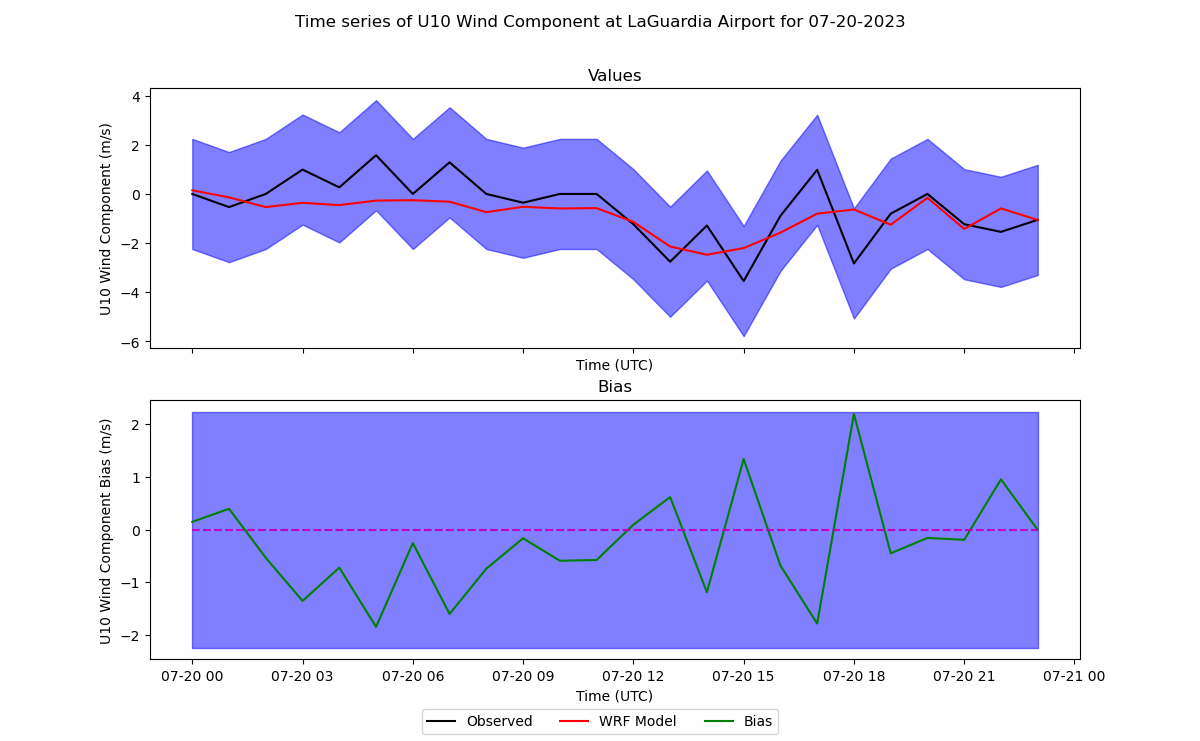 Time series of U10 Wind Component at LaGuardia Airport for 07-20-2023
Values
U10 Wind Component (m/s)
4
2
0
−2
−4
−6
Time (UTC)
Bias
U10 Wind Component Bias (m/s)
2
1
0
−1
−2
07-20 00 07-20 03 07-20 06 07-20 09 07-20 12 07-20 15 07-20 18 07-20 21 07-21 00
Time (UTC)
Observed WRF Model Bias